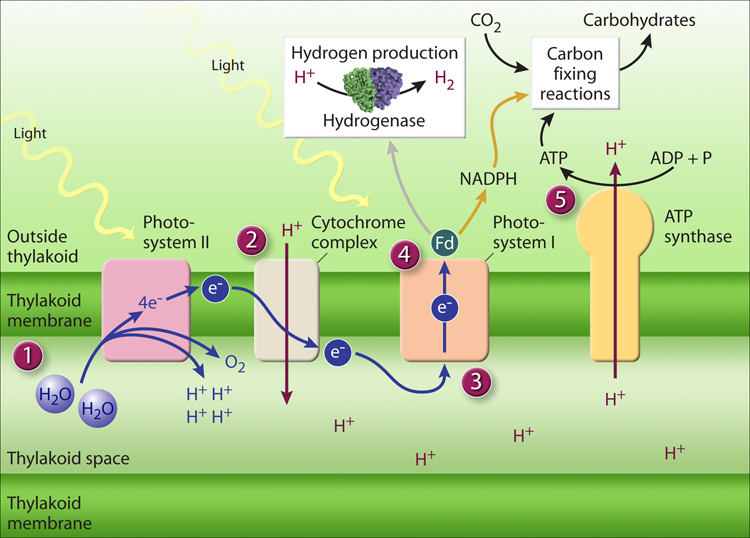 CO2
Carbohydrates
Hydrogen production
H+
H2
Hydrogenase
Carbon
fixing
reactions
Light
Light
NADPH
ATP
H+
ADP + P
5
Photo-
system II
2
H+
Cytochrome
complex
4
Fd
Photo-
system I
ATP
synthase
Outside
thylakoid
Thylakoid
membrane
4e-
e-
e-
1
H2O
H2O
O2
H+ H+
H+ H+
e-
3
H+
H+
H+
H+
H+
Thylakoid space
Thylakoid
membrane